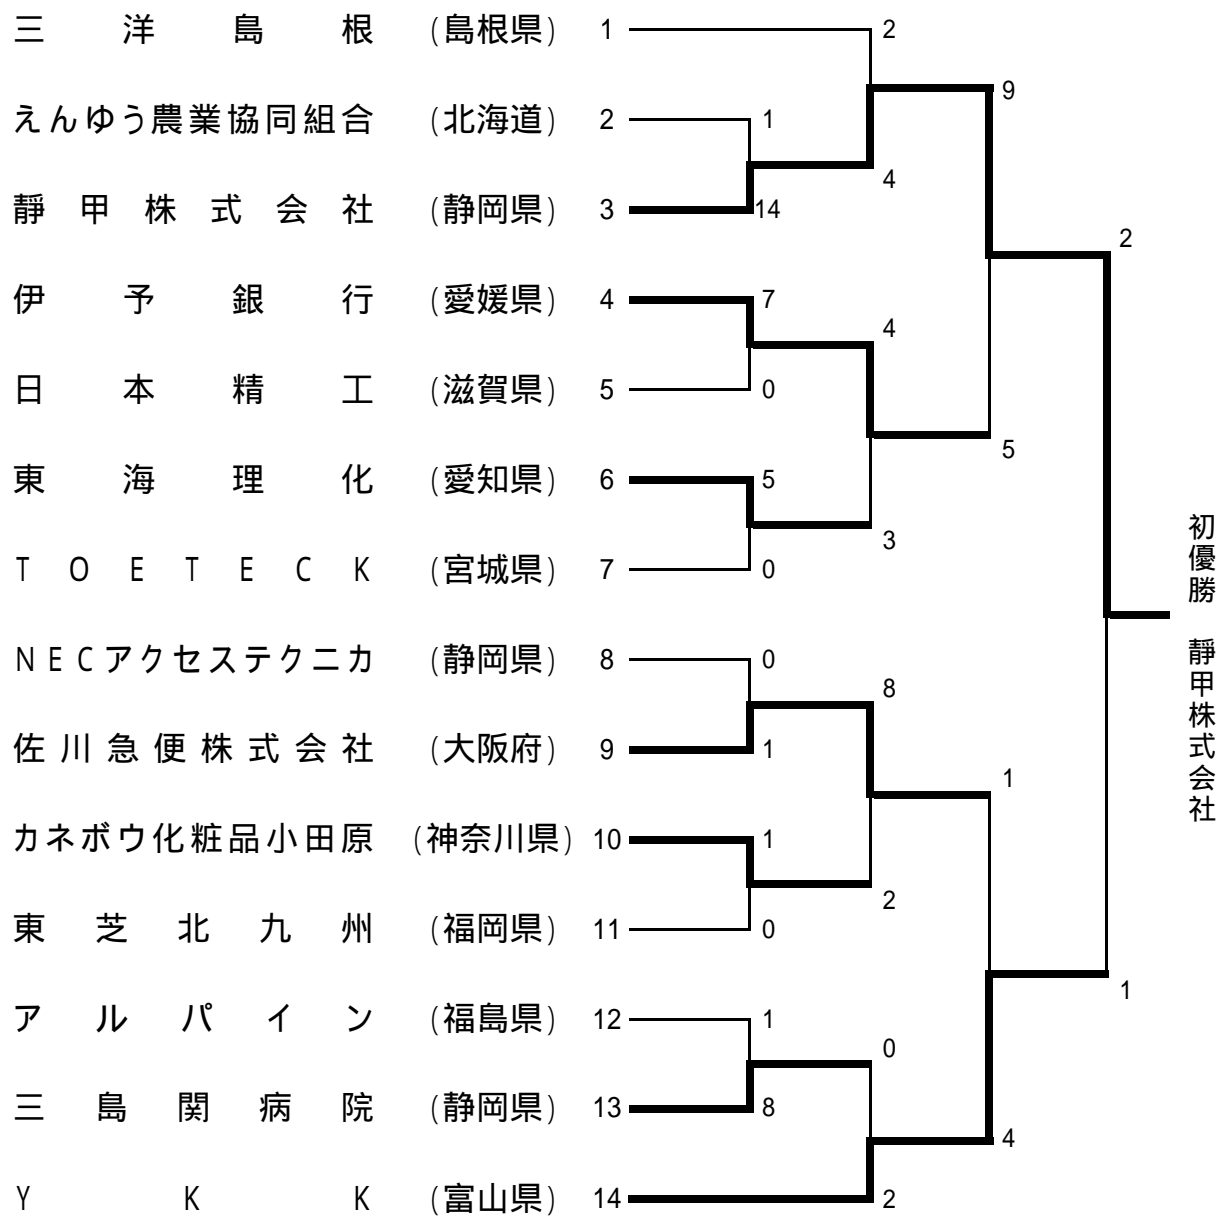 三洋島根 (島根県) 1 2
9
えんゆう農業協同組合 (北海道) 2 1
4
靜甲株式会社 (静岡県) 3 14
2
伊予銀行 (愛媛県) 4 7
4
日本精工 (滋賀県) 5 0
5
東海理化 (愛知県) 6 5
3
TOETECK (宮城県) 7 0
初優勝 靜甲株式会社
NECアクセステクニカ (静岡県) 8 0
8
佐川急便株式会社 (大阪府) 9 1
1
カネボウ化粧品小田原 (神奈川県) 10 1
2
東芝北九州 (福岡県) 11 0
1
アルパイン (福島県) 12 1
0
三島関病院 (静岡県) 13 8
4
YKK (富山県) 14 2